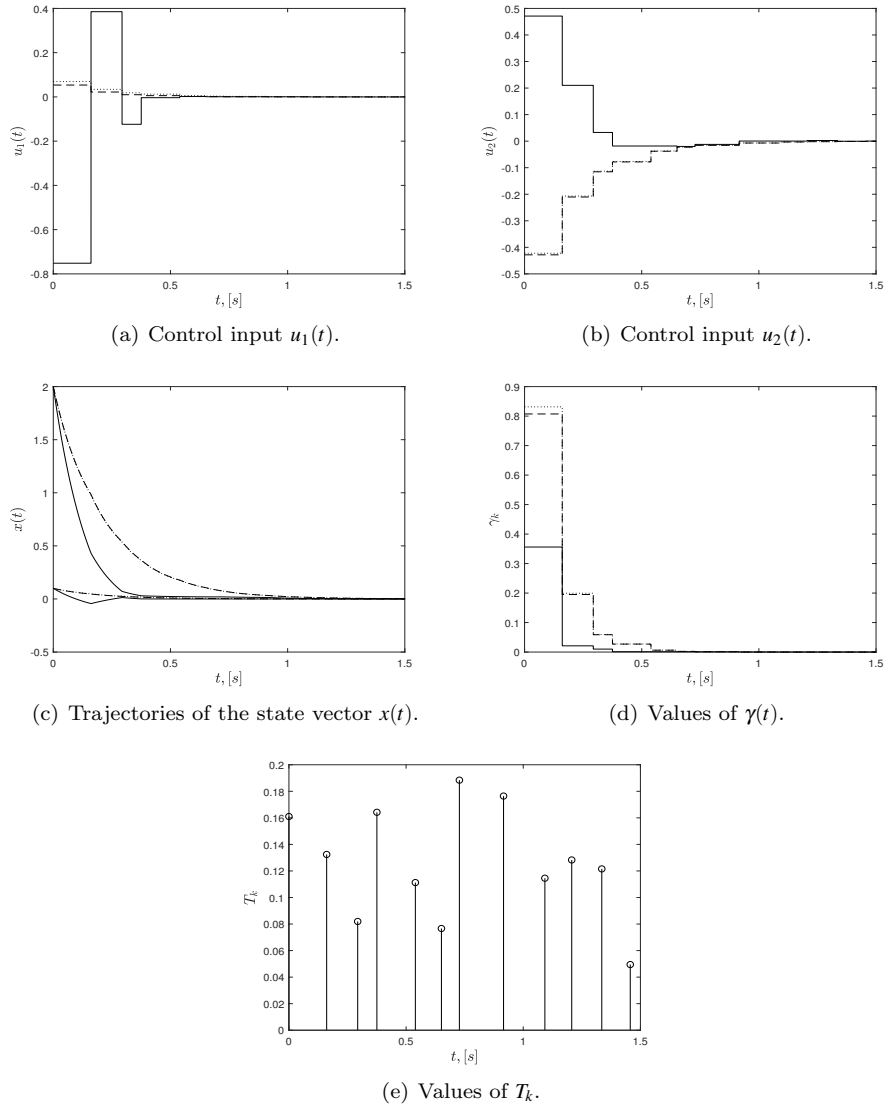 0.4
0.2
0
-0.2
-0.4
-0.6
-0.8
u₁(t)
0 0.5 1 1.5
t, [s]
(a) Control input u₁(t).
0.5
0.4
0.3
0.2
0.1
0
-0.1
-0.2
-0.3
-0.4
-0.5
u₂(t)
0 0.5 1 1.5
t, [s]
(b) Control input u₂(t).
2
1.5
1
0.5
0
-0.5
x(t)
0 0.5 1 1.5
t, [s]
(c) Trajectories of the state vector x(t).
0.9
0.8
0.7
0.6
0.5
0.4
0.3
0.2
0.1
0
γₖ
0 0.5 1 1.5
t, [s]
(d) Values of γ(t).
0.2
0.18
0.16
0.14
0.12
0.1
0.08
0.06
0.04
0.02
0
Tₖ
0 0.5 1 1.5
t, [s]
(e) Values of Tₖ.